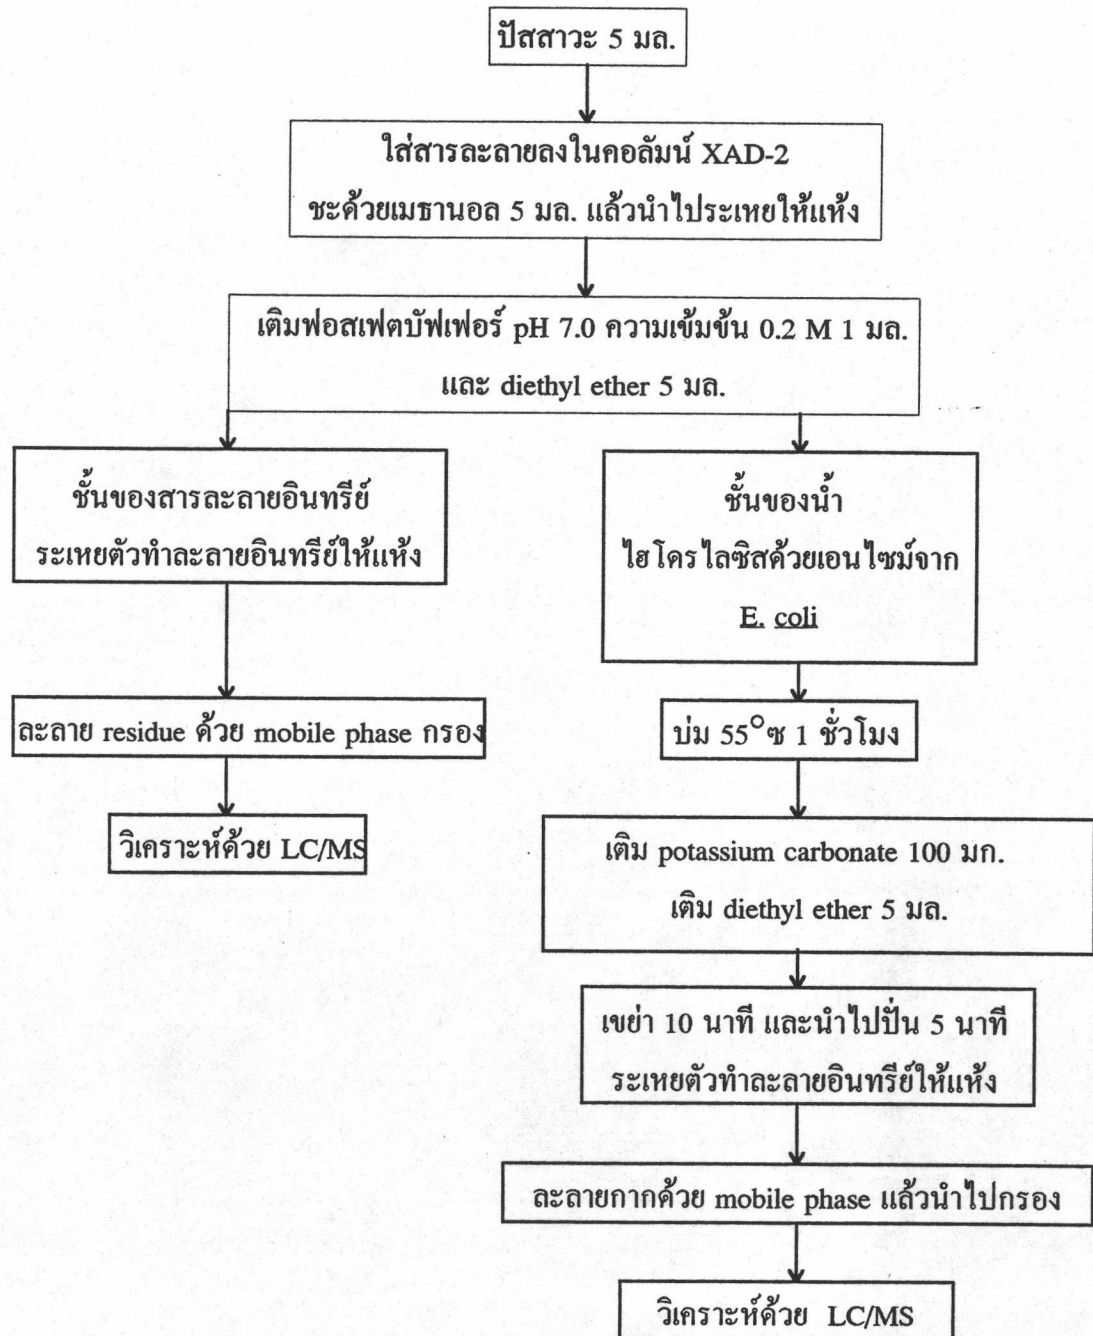 ปัสสาวะ 5 มล.
ใส่สารละลายลงในคอลัมน์ XAD-2
ชะด้วยเมธานอล 5 มล. แล้วนำไประเหยให้แห้ง
เติมฟอสเฟตบัฟเฟอร์ pH 7.0 ความเข้มข้น 0.2 M 1 มล.
และ diethyl ether 5 มล.
ชั้นของสารละลายอินทรีย์
ระเหยตัวทำละลายอินทรีย์ให้แห้ง
ละลาย residue ด้วย mobile phase กรอง
วิเคราะห์ด้วย LC/MS
ชั้นของน้ำ
ไฮโดรไลซิสด้วยเอนไซม์จาก
E. coli
บ่ม 55°ซ 1 ชั่วโมง
เติม potassium carbonate 100 มก.
เติม diethyl ether 5 มล.
เขย่า 10 นาที และนำไปปั่น 5 นาที
ระเหยตัวทำละลายอินทรีย์ให้แห้ง
ละลายกากด้วย mobile phase แล้วนำไปกรอง
วิเคราะห์ด้วย LC/MS